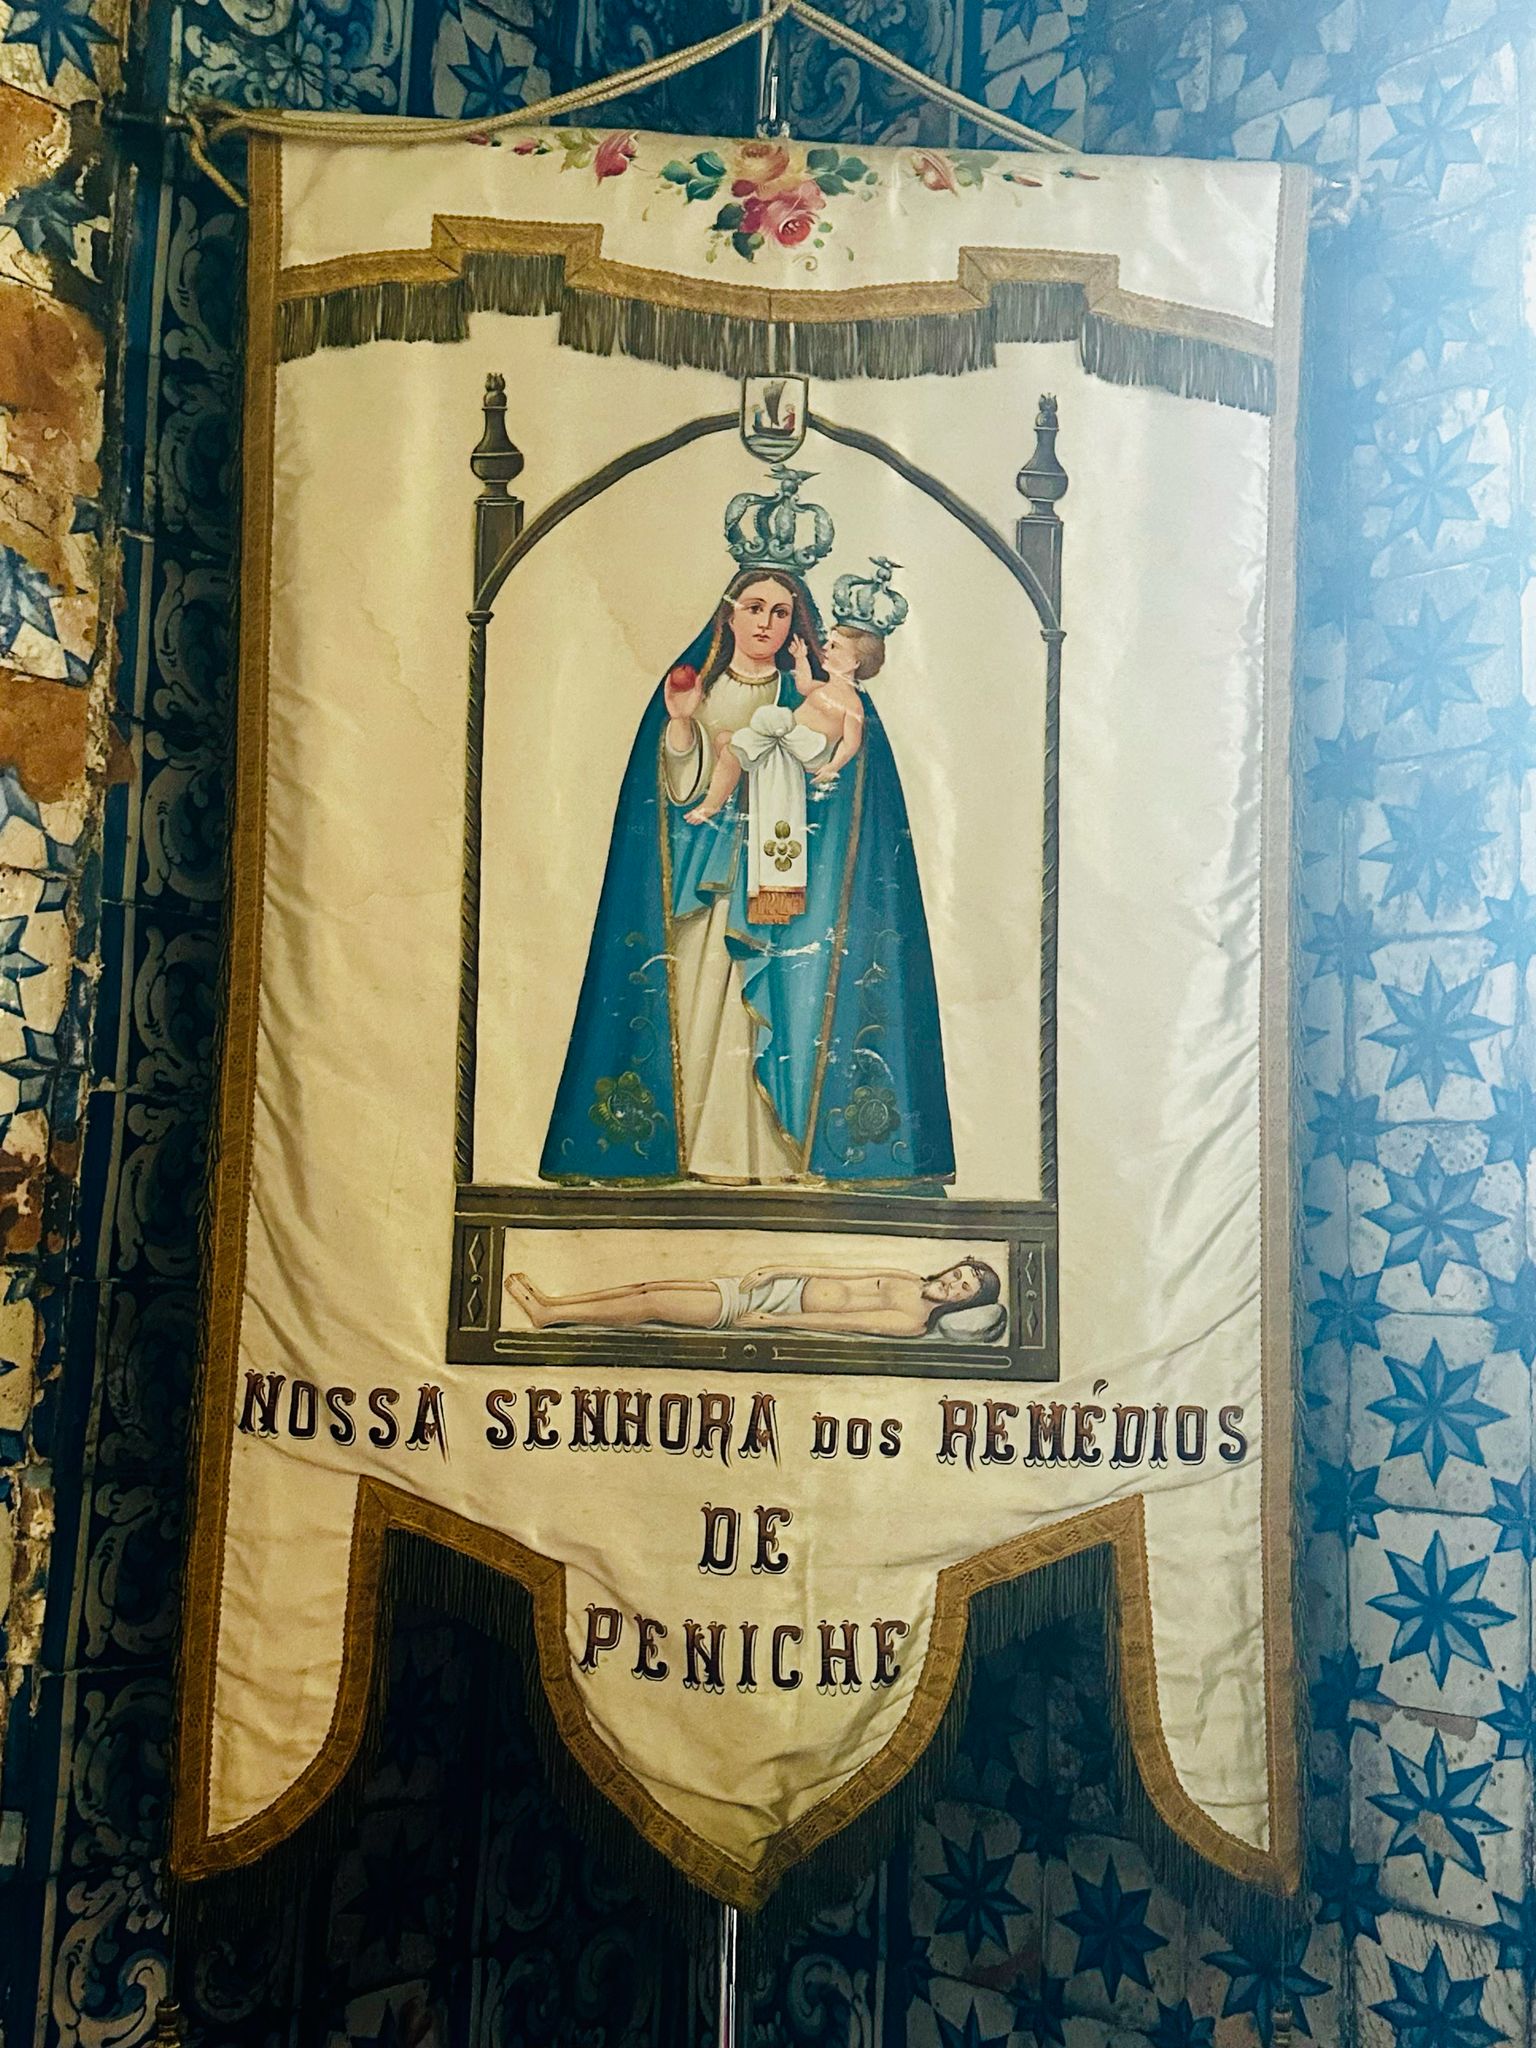 NOSSA SENHORA DOS REMÉDIOS
DE
PENICHE